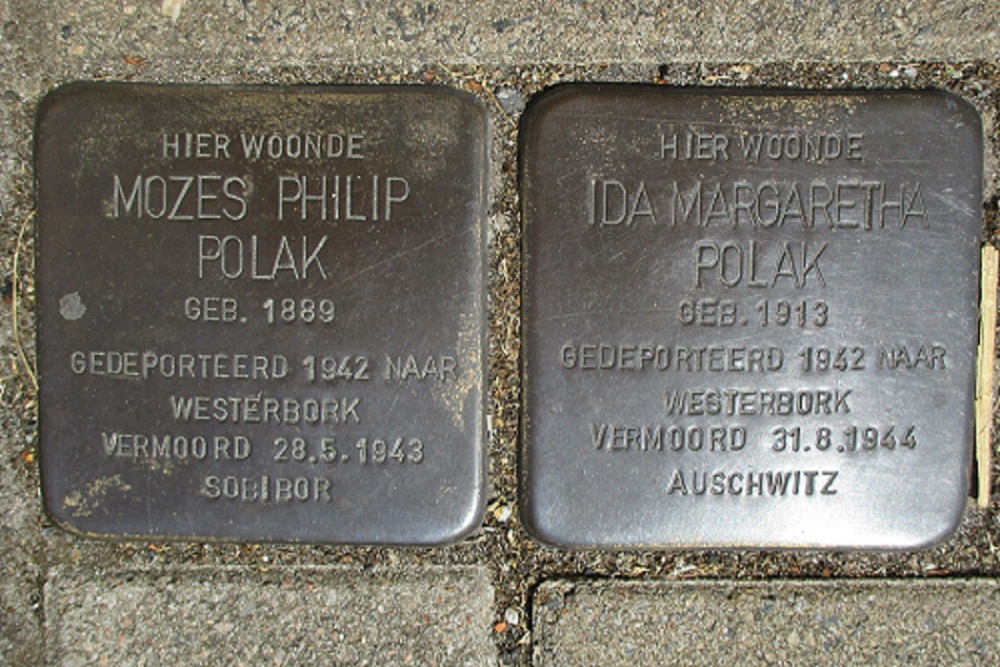 HIER WOONDE
MOZES PHILIP
POLAK
GEB. 1889
GEDEPORTEERD 1942 NAAR
WESTERBORK
VERMOORD 28.5.1943
SOBIBOR
HIER WOONDE
IDA MARGARETHA
POLAK
GEB. 1913
GEDEPORTEERD 1942 NAAR
WESTERBORK
VERMOORD 31.8.1944
AUSCHWITZ